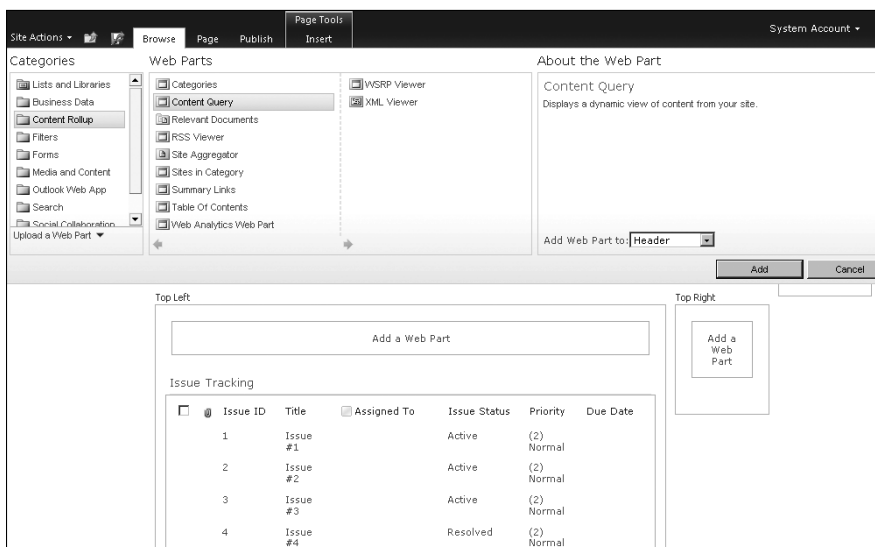 Page Tools
Site Actions
Browse
Page
Publish
Insert
System Account
Categories
Web Parts
About the Web Part
Lists and Libraries
Business Data
Content Rollup
Filters
Forms
Media and Content
Outlook Web App
Search
Social Collaboration
Upload a Web Part
Categories
Content Query
Relevant Documents
RSS Viewer
Site Aggregator
Sites in Category
Summary Links
Table Of Contents
Web Analytics Web Part
WSRP Viewer
XML Viewer
Content Query
Displays a dynamic view of content from your site.
Add Web Part to: Header
Add
Cancel
Top Left
Top Right
Add a Web Part
Add a
Web
Part
Issue Tracking
Issue ID Title Assigned To Issue Status Priority Due Date
1 Issue Active (2)
#1 Normal
2 Issue Active (2)
#2 Normal
3 Issue Active (2)
#3 Normal
4 Issue Resolved (2)
#4 Normal